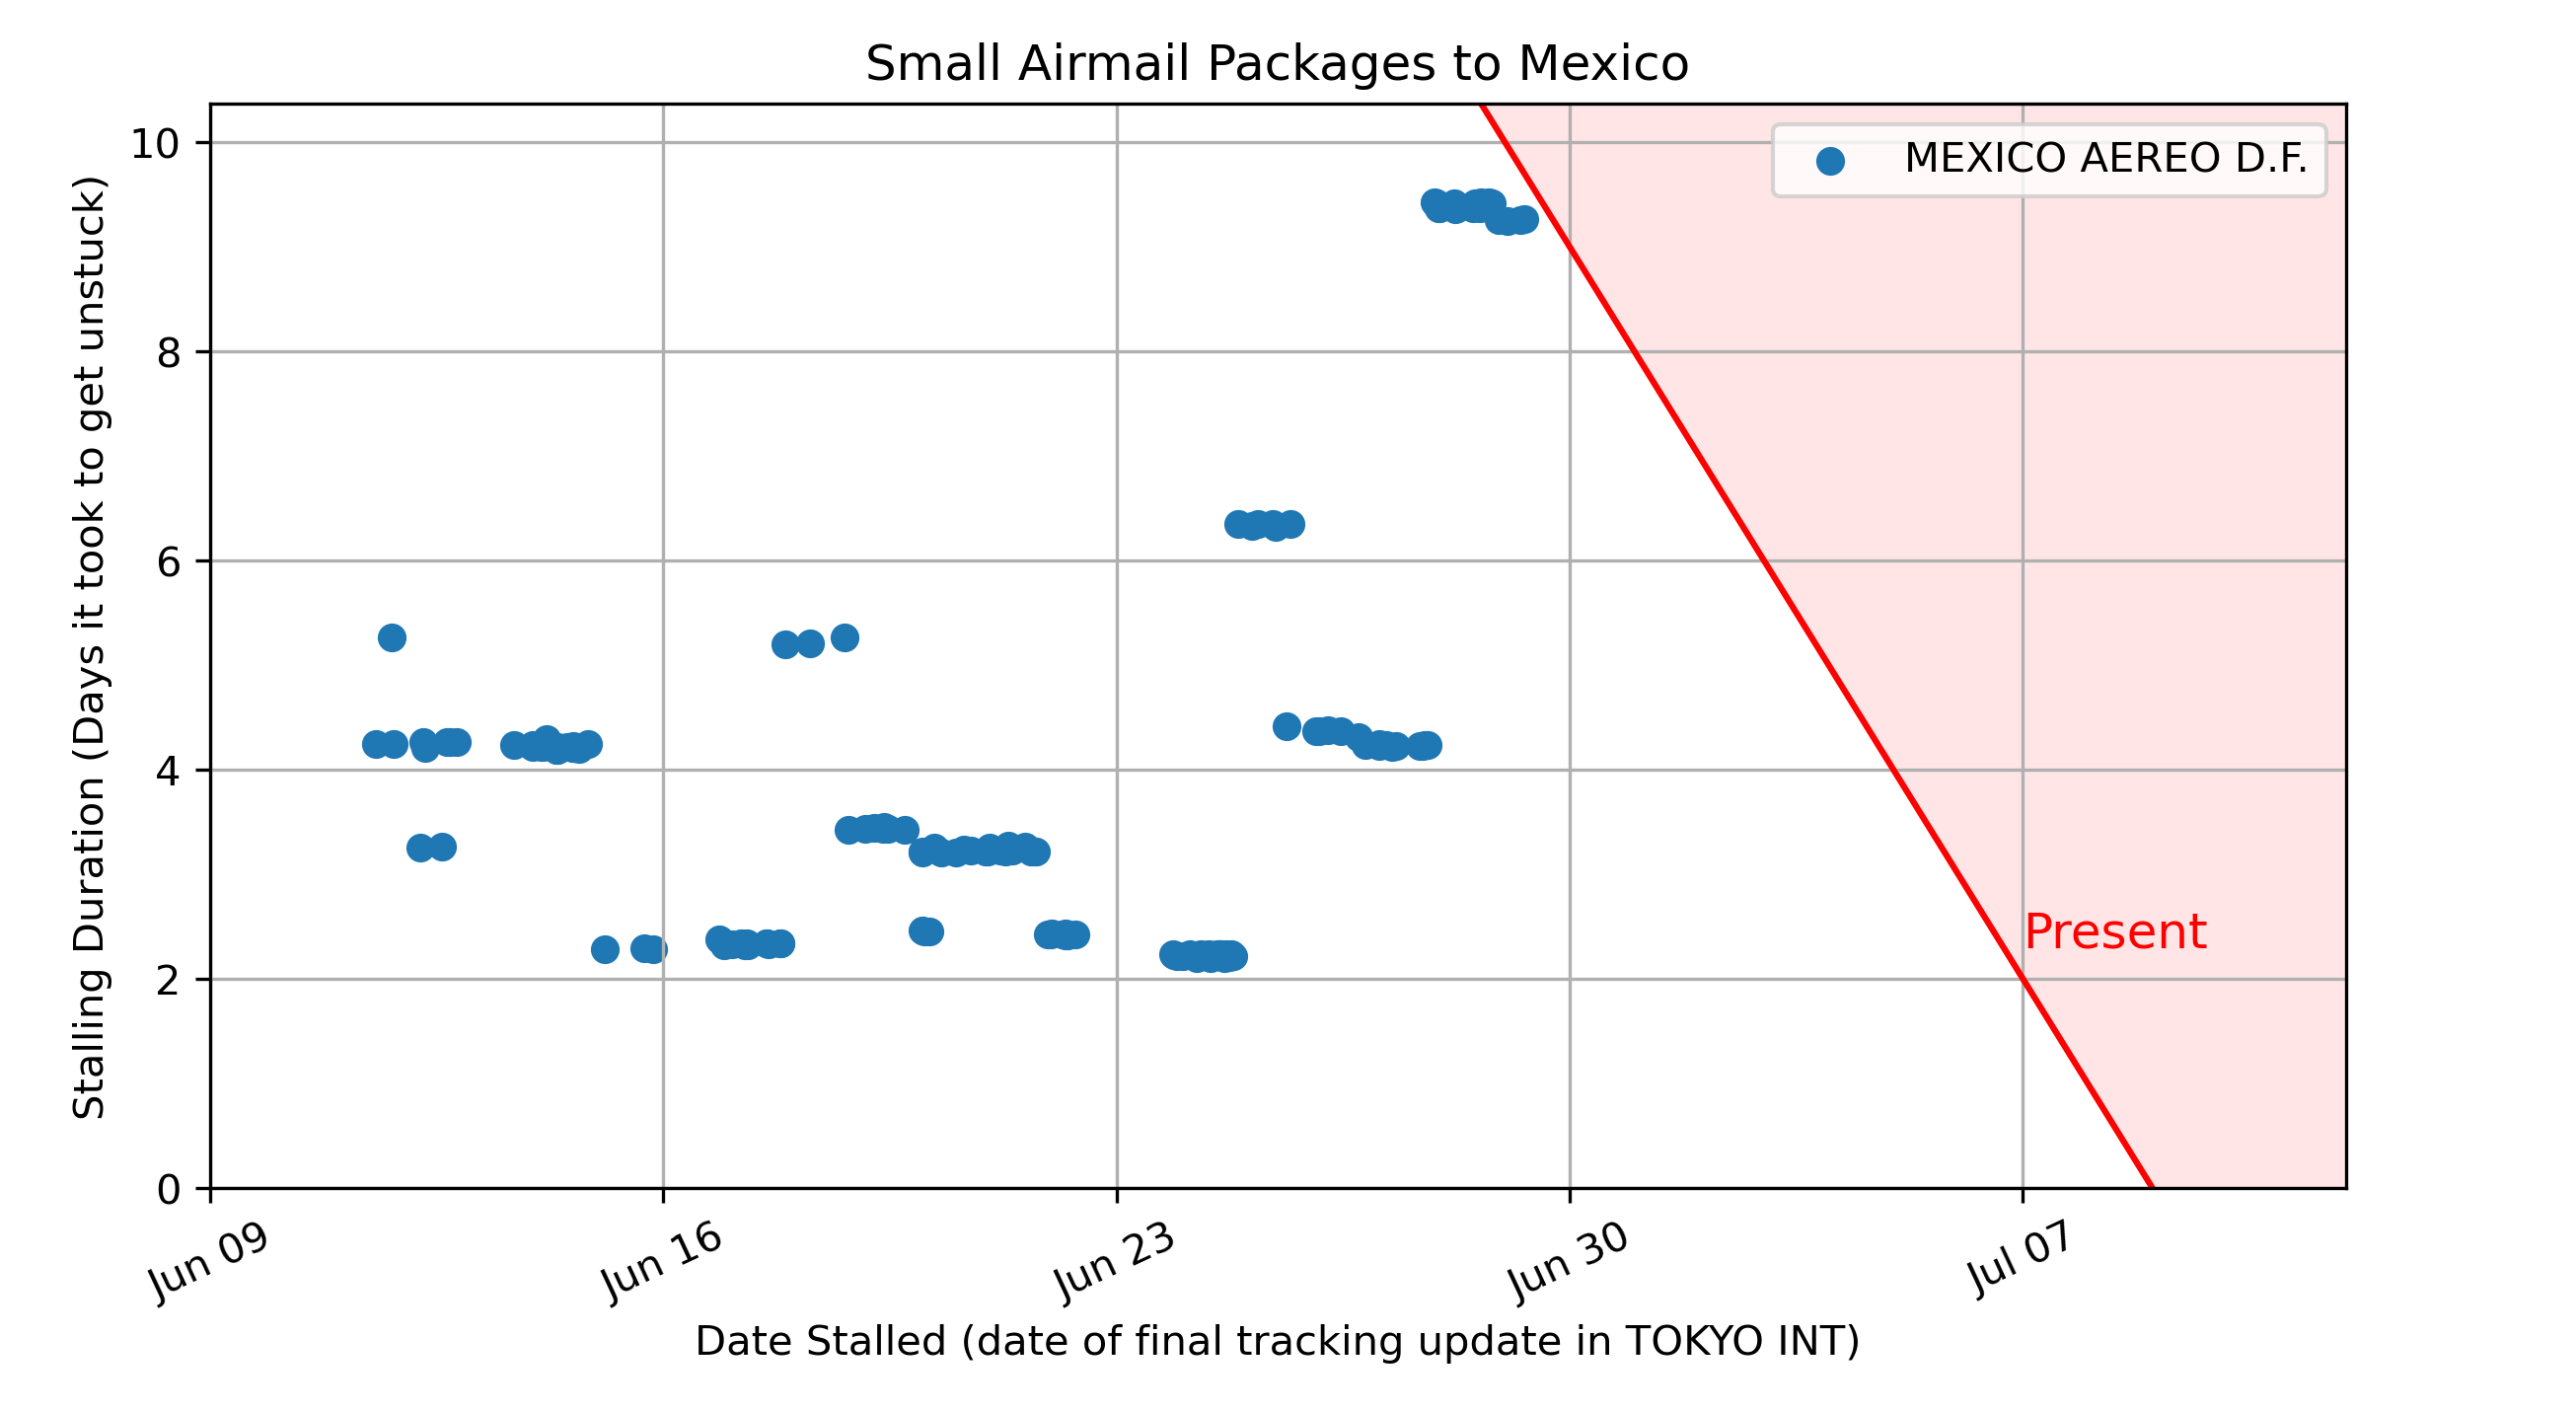 Small Airmail Packages to Mexico
MEXICO AEREO D.F.
Stalling Duration (Days it took to get unstuck)
10
8
6
4
2
0
Present
Jun 09
Jun 16
Jun 23
Jun 30
Jul 07
Date Stalled (date of final tracking update in TOKYO INT)